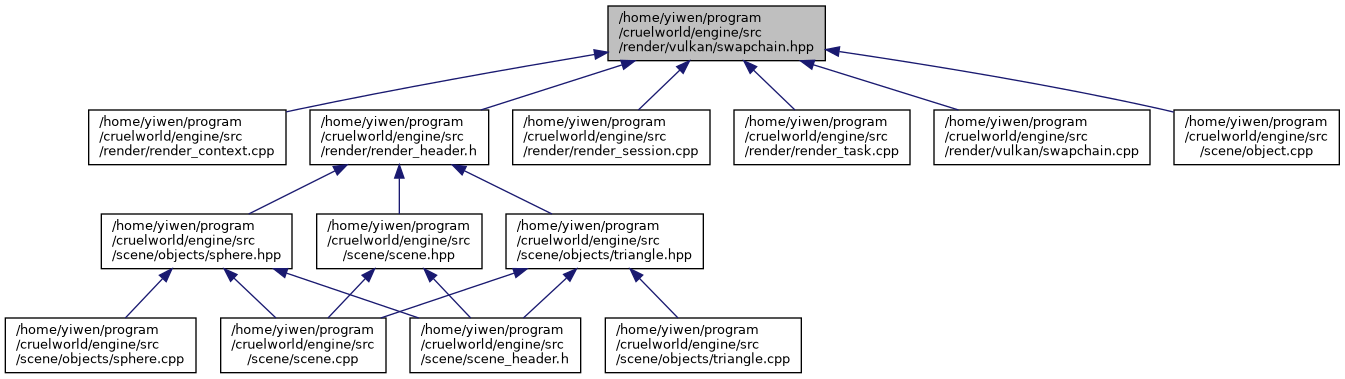 /home/yiwen/program
/cruelworld/engine/src
/render/vulkan/swapchain.hpp
/home/yiwen/program
/cruelworld/engine/src
/render/render_context.cpp
/home/yiwen/program
/cruelworld/engine/src
/render/render_header.h
/home/yiwen/program
/cruelworld/engine/src
/render/render_session.cpp
/home/yiwen/program
/cruelworld/engine/src
/render/render_task.cpp
/home/yiwen/program
/cruelworld/engine/src
/render/vulkan/swapchain.cpp
/home/yiwen/program
/cruelworld/engine/src
/scene/object.cpp
/home/yiwen/program
/cruelworld/engine/src
/scene/objects/sphere.hpp
/home/yiwen/program
/cruelworld/engine/src
/scene/scene.hpp
/home/yiwen/program
/cruelworld/engine/src
/scene/objects/triangle.hpp
/home/yiwen/program
/cruelworld/engine/src
/scene/objects/sphere.cpp
/home/yiwen/program
/cruelworld/engine/src
/scene/scene.cpp
/home/yiwen/program
/cruelworld/engine/src
/scene/scene_header.h
/home/yiwen/program
/cruelworld/engine/src
/scene/objects/triangle.cpp